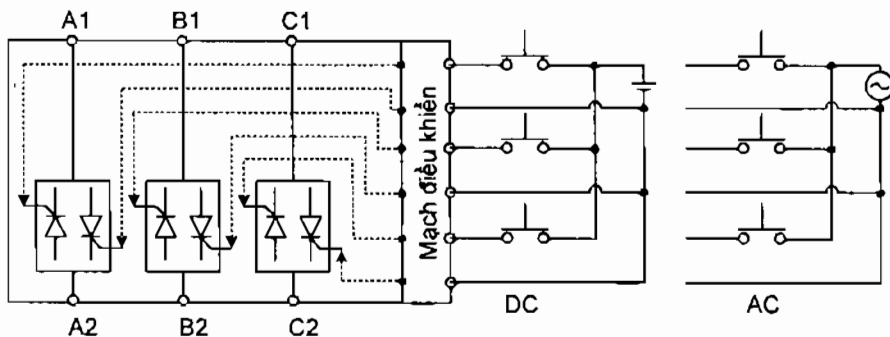 A1 B1 C1
Mạch điều khiển
A2 B2 C2
DC AC